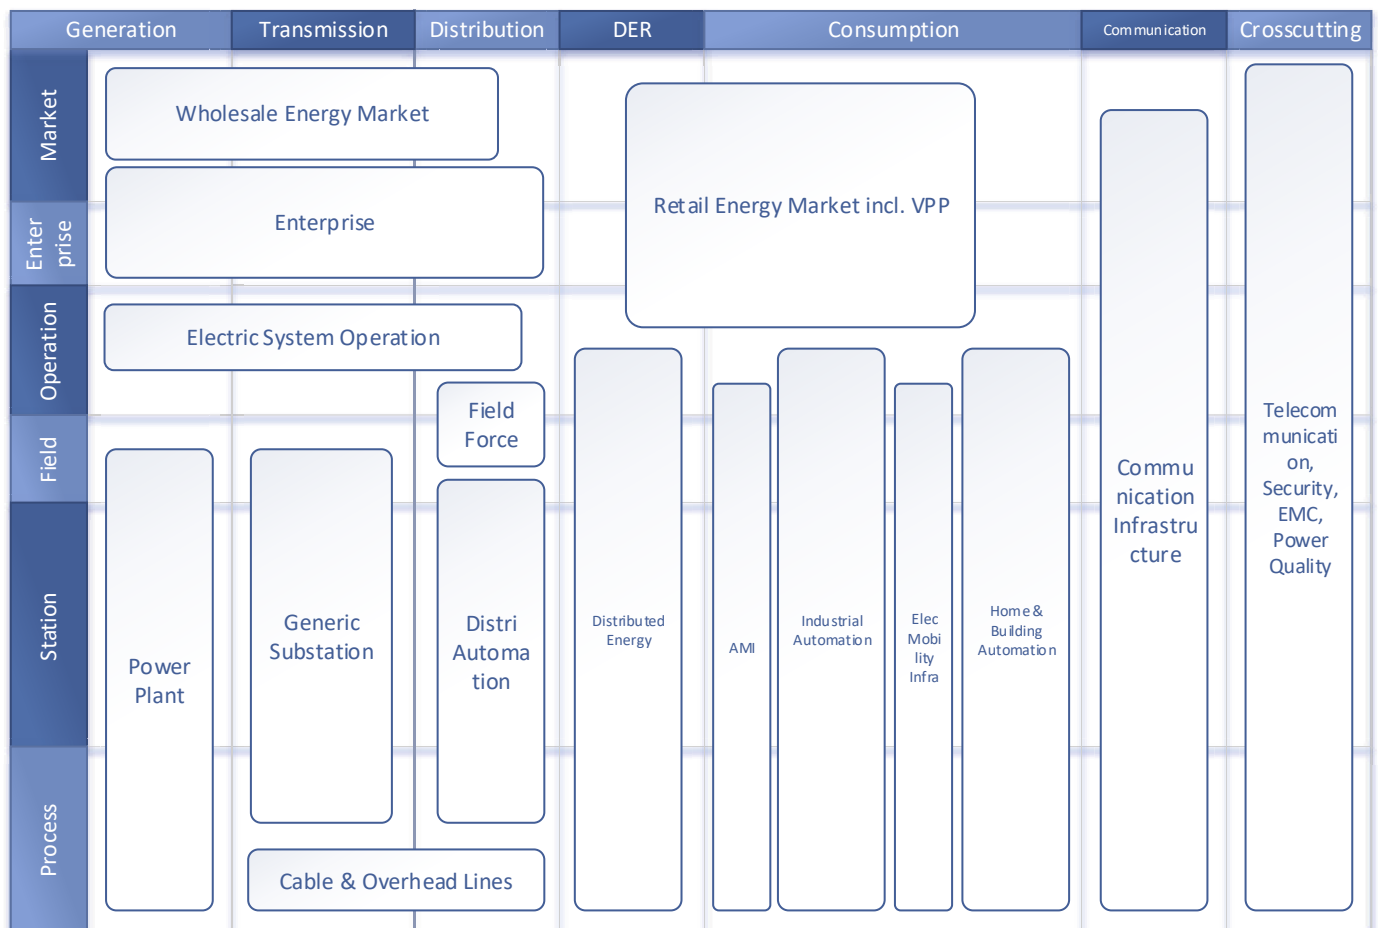 Generation
Transmission
Distribution
DER
Consumption
Communication
Crosscutting
Market
Enter
prise
Operation
Field
Station
Process
Wholesale Energy Market
Enterprise
Retail Energy Market incl. VPP
Electric System Operation
Field
Force
Power
Plant
Generic
Substation
Distri
Automa
tion
Cable & Overhead Lines
Distributed
Energy
AMI
Industrial
Automation
Elec
Mobi
lity
Infra
Home &
Building
Automation
Commu
nication
Infrastru
cture
Telecom
municati
on,
Security,
EMC,
Power
Quality